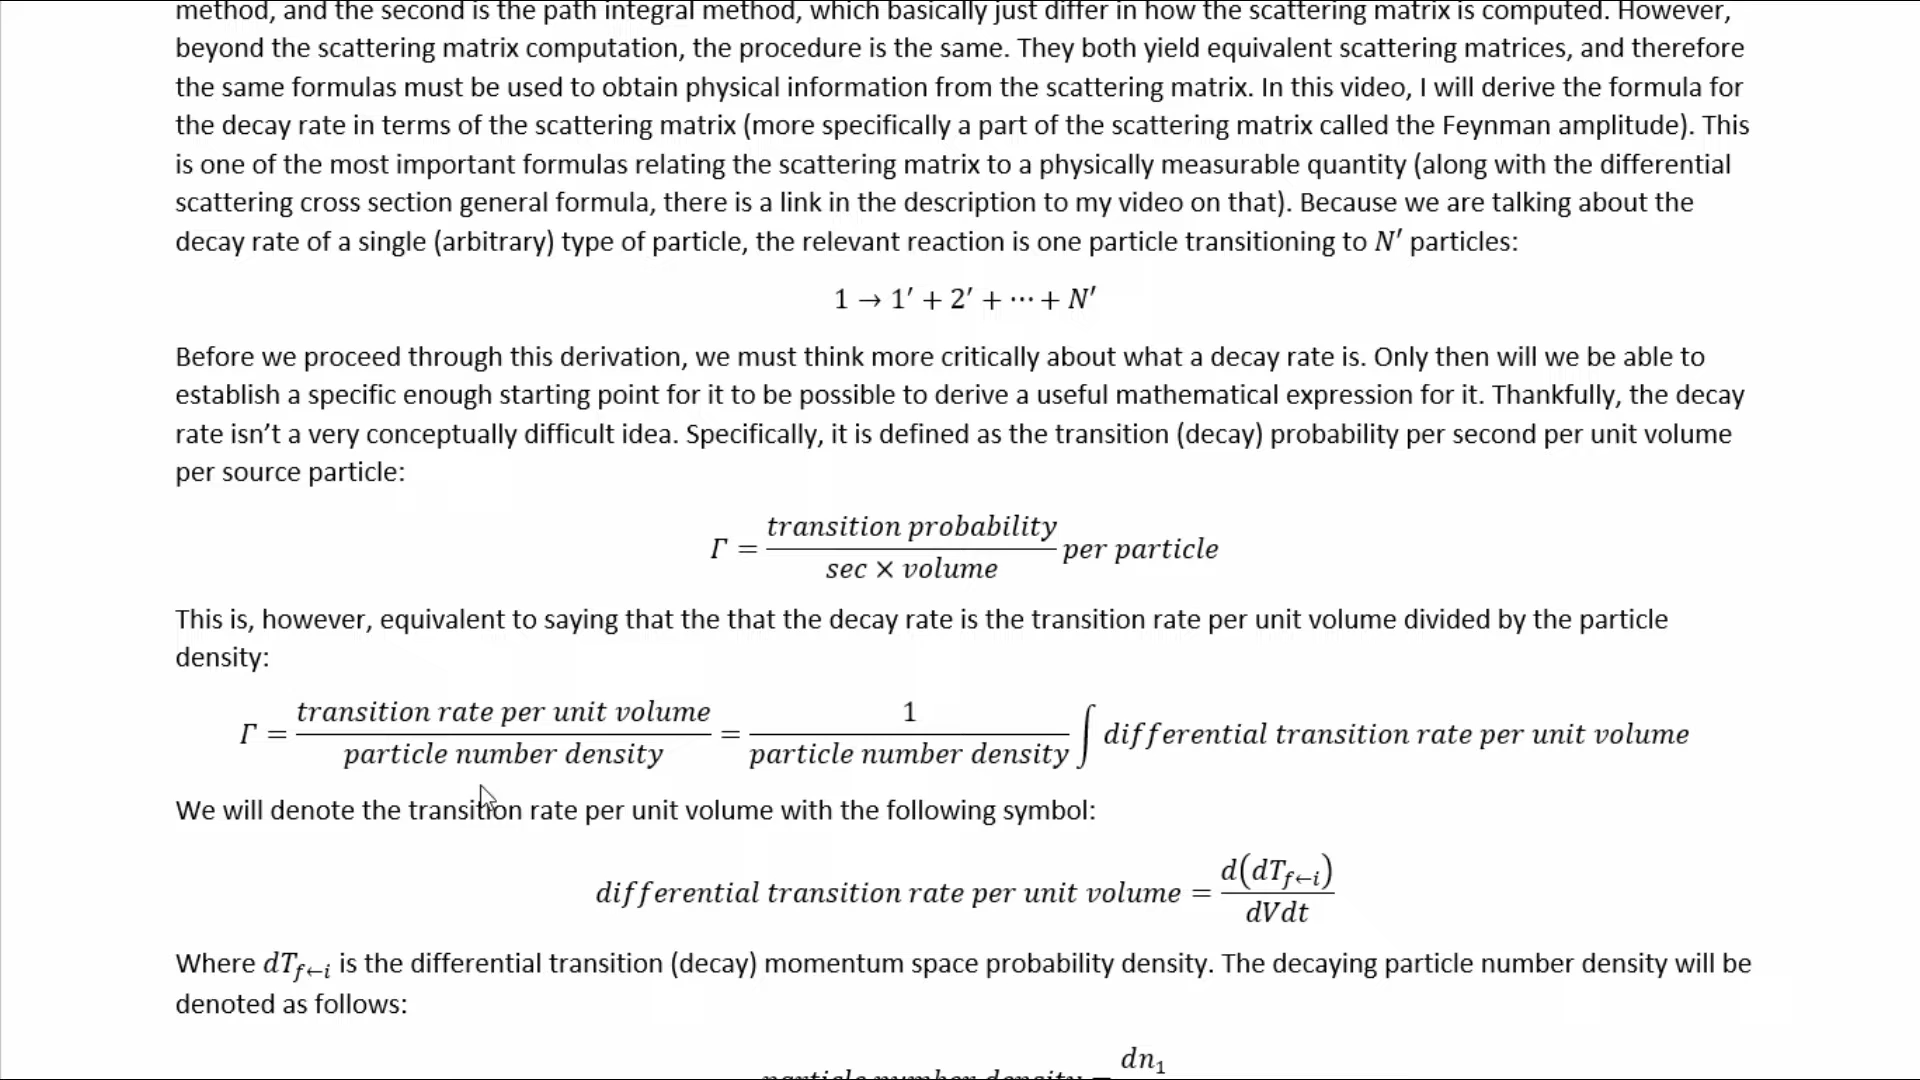 method, and the second is the path integral method, which basically just differ in how the scattering matrix is computed. However,
beyond the scattering matrix computation, the procedure is the same. They both yield equivalent scattering matrices, and therefore
the same formulas must be used to obtain physical information from the scattering matrix. In this video, I will derive the formula for
the decay rate in terms of the scattering matrix (more specifically a part of the scattering matrix called the Feynman amplitude). This
is one of the most important formulas relating the scattering matrix to a physically measurable quantity (along with the differential
scattering cross section general formula, there is a link in the description to my video on that). Because we are talking about the
decay rate of a single (arbitrary) type of particle, the relevant reaction is one particle transitioning to N′ particles:
1 → 1′ + 2′ + ⋯ + N′
Before we proceed through this derivation, we must think more critically about what a decay rate is. Only then will we be able to
establish a specific enough starting point for it to be possible to derive a useful mathematical expression for it. Thankfully, the decay
rate isn’t a very conceptually difficult idea. Specifically, it is defined as the transition (decay) probability per second per unit volume
per source particle:
Γ = transition probability / sec × volume per particle
This is, however, equivalent to saying that the that the decay rate is the transition rate per unit volume divided by the particle
density:
Γ = transition rate per unit volume / particle number density = 1 / particle number density ∫ differential transition rate per unit volume
We will denote the transition rate per unit volume with the following symbol:
differential transition rate per unit volume = d(dT_{f←i}) / dVdt
Where dT_{f←i} is the differential transition (decay) momentum space probability density. The decaying particle number density will be
denoted as follows:
particle number density = dn₁